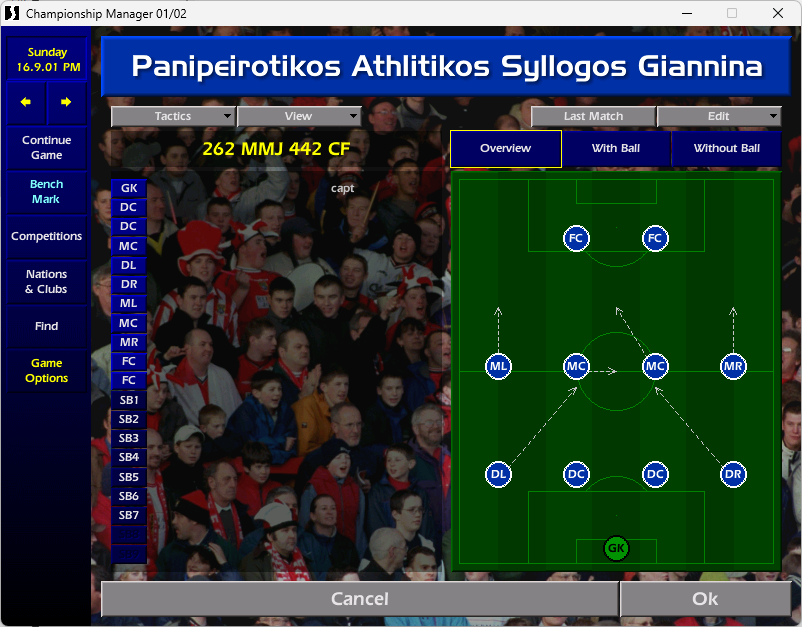 Championship Manager 01/02
Sunday
16.9.01 PM
Continue
Game
Bench
Mark
Competitions
Nations
& Clubs
Find
Game
Options
Panipeirotikos Athlitikos Syllogos Giannina
Tactics
View
Last Match
Edit
262 MMJ 442 CF
Overview
With Ball
Without Ball
GK
capt
DC
DC
MC
DL
DR
ML
MC
MR
FC
FC
SB1
SB2
SB3
SB4
SB5
SB6
SB7
FC FC
ML MC MC MR
DL DC DC DR
GK
Cancel
Ok